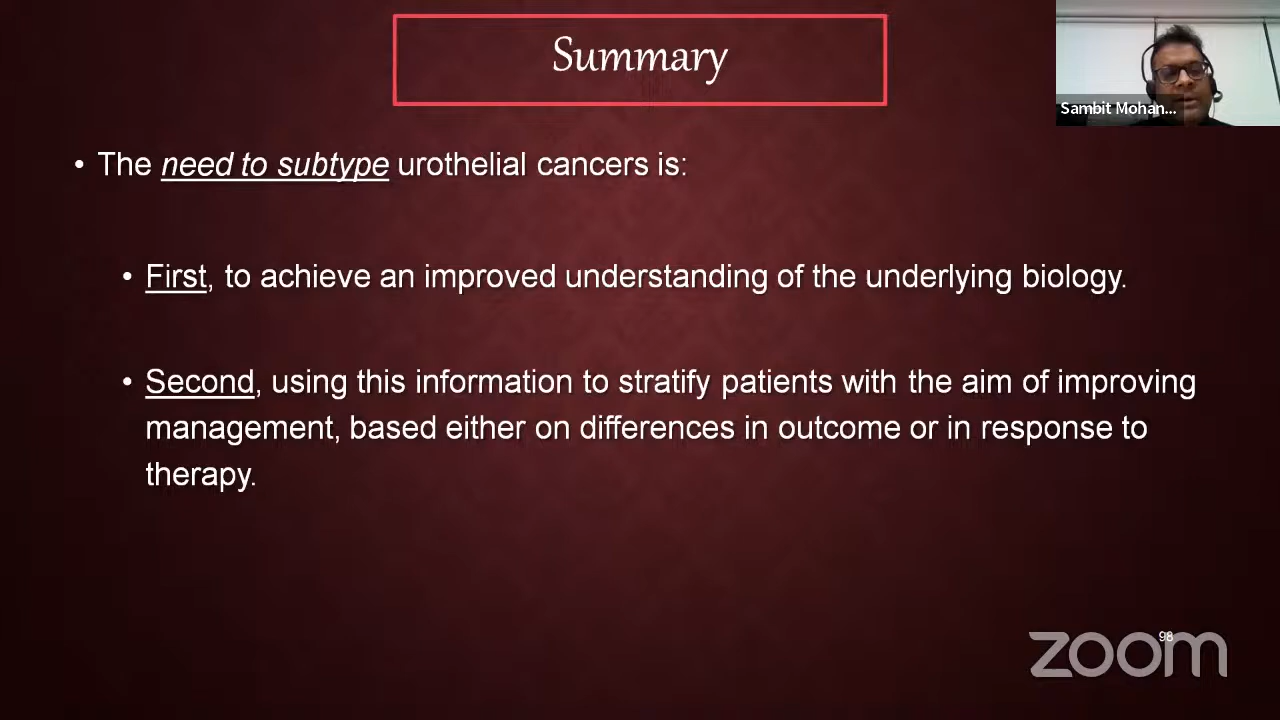 Summary
Sambit Mohan...
• The need to subtype urothelial cancers is:
• First, to achieve an improved understanding of the underlying biology.
• Second, using this information to stratify patients with the aim of improving
management, based either on differences in outcome or in response to
therapy.
98
zoom